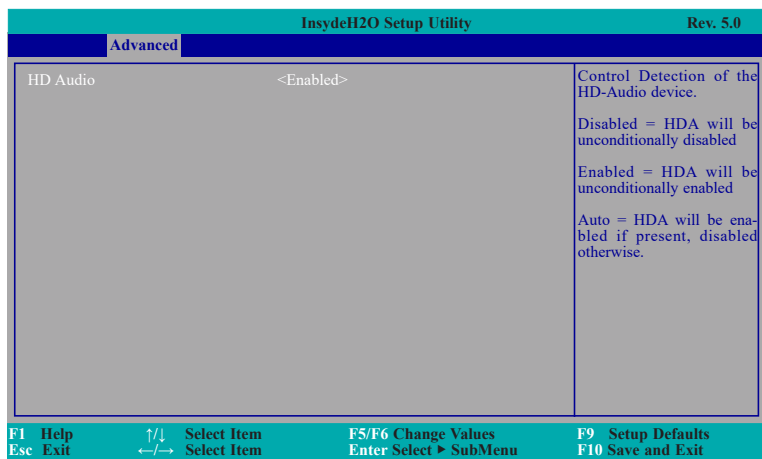 InsydeH2O Setup Utility Rev. 5.0
Advanced
HD Audio <Enabled>
Control Detection of the
HD-Audio device.
Disabled = HDA will be
unconditionally disabled
Enabled = HDA will be
unconditionally enabled
Auto = HDA will be ena-
bled if present, disabled
otherwise.
F1 Help ↑/↓ Select Item F5/F6 Change Values F9 Setup Defaults
Esc Exit ←/→ Select Item Enter Select ▶ SubMenu F10 Save and Exit